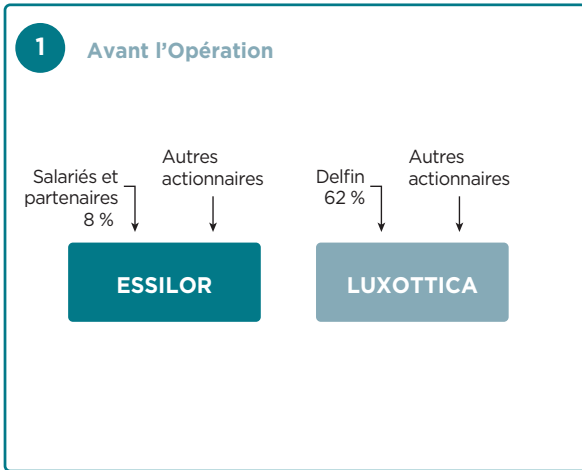 1
Avant l’Opération
Salariés et
partenaires
8 %
Autres
actionnaires
Delfin
62 %
Autres
actionnaires
ESSILOR
LUXOTTICA